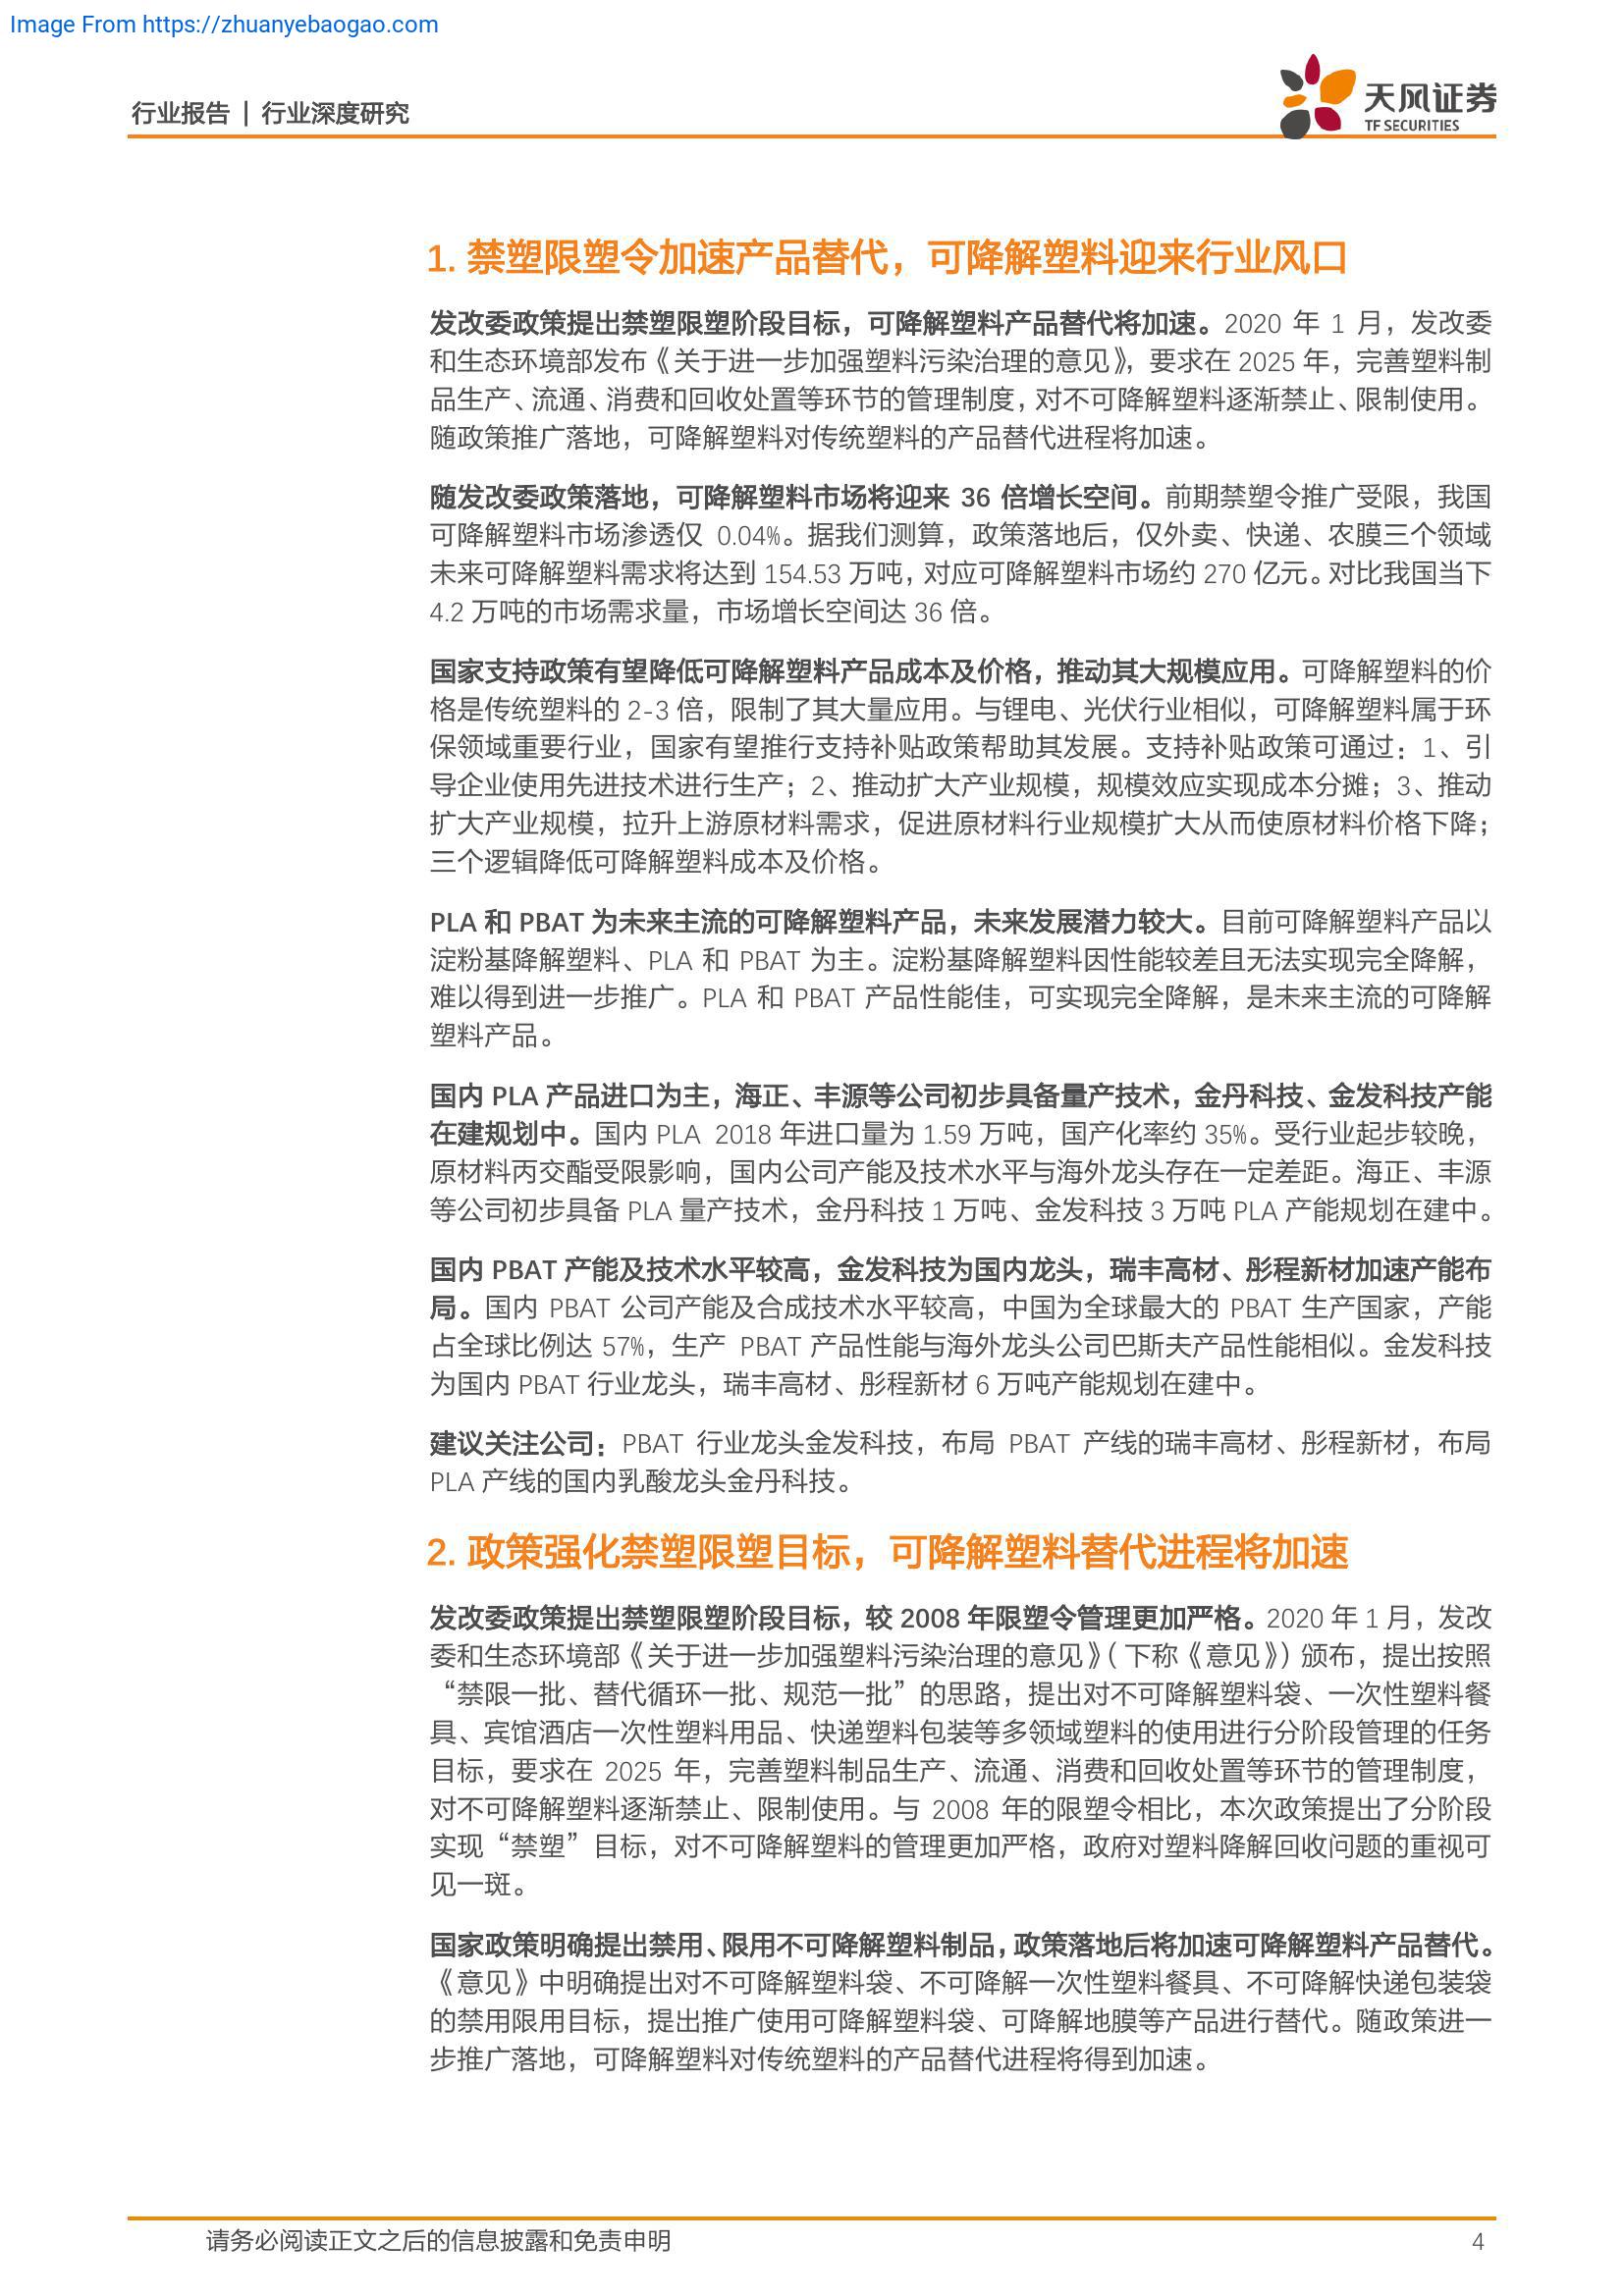 Image From https://zhuanyebaogao.com
行业报告 | 行业深度研究
天风证券
TF SECURITIES
1. 禁塑限塑令加速产品替代，可降解塑料迎来行业风口
发改委政策提出禁塑限塑阶段目标，可降解塑料产品替代将加速。2020 年 1 月，发改委
和生态环境部发布《关于进一步加强塑料污染治理的意见》，要求在 2025 年，完善塑料制
品生产、流通、消费和回收处置等环节的管理制度，对不可降解塑料逐渐禁止、限制使用。
随政策推广落地，可降解塑料对传统塑料的产品替代进程将加速。
随发改委政策落地，可降解塑料市场将迎来 36 倍增长空间。前期禁塑令推广受限，我国
可降解塑料市场渗透仅 0.04%。据我们测算，政策落地后，仅外卖、快递、农膜三个领域
未来可降解塑料需求将达到 154.53 万吨，对应可降解塑料市场约 270 亿元。对比我国当下
4.2 万吨的市场需求量，市场增长空间达 36 倍。
国家支持政策有望降低可降解塑料产品成本及价格，推动其大规模应用。可降解塑料的价
格是传统塑料的 2-3 倍，限制了其大量应用。与锂电、光伏行业相似，可降解塑料属于环
保领域重要行业，国家有望推行支持补贴政策帮助其发展。支持补贴政策可通过：1、引
导企业使用先进技术进行生产；2、推动扩大产业规模，规模效应实现成本分摊；3、推动
扩大产业规模，拉升上游原材料需求，促进原材料行业规模扩大从而使原材料价格下降；
三个逻辑降低可降解塑料成本及价格。
PLA 和 PBAT 为未来主流的可降解塑料产品，未来发展潜力较大。目前可降解塑料产品以
淀粉基降解塑料、PLA 和 PBAT 为主。淀粉基降解塑料因性能较差且无法实现完全降解，
难以得到进一步推广。PLA 和 PBAT 产品性能佳，可实现完全降解，是未来主流的可降解
塑料产品。
国内 PLA 产品进口为主，海正、丰源等公司初步具备量产技术，金丹科技、金发科技产能
在建规划中。国内 PLA 2018 年进口量为 1.59 万吨，国产化率约 35%。受行业起步较晚，
原材料丙交酯受限影响，国内公司产能及技术水平与海外龙头存在一定差距。海正、丰源
等公司初步具备 PLA 量产技术，金丹科技 1 万吨、金发科技 3 万吨 PLA 产能规划在建中。
国内 PBAT 产能及技术水平较高，金发科技为国内龙头，瑞丰高材、彤程新材加速产能布
局。国内 PBAT 公司产能及合成技术水平较高，中国为全球最大的 PBAT 生产国家，产能
占全球比例达 57%，生产 PBAT 产品性能与海外龙头公司巴斯夫产品性能相似。金发科技
为国内 PBAT 行业龙头，瑞丰高材、彤程新材 6 万吨产能规划在建中。
建议关注公司：PBAT 行业龙头金发科技，布局 PBAT 产线的瑞丰高材、彤程新材，布局
PLA 产线的国内乳酸龙头金丹科技。
2. 政策强化禁塑限塑目标，可降解塑料替代进程将加速
发改委政策提出禁塑限塑阶段目标，较 2008 年限塑令管理更加严格。2020 年 1 月，发改
委和生态环境部《关于进一步加强塑料污染治理的意见》（下称《意见》）颁布，提出按照
“禁限一批、替代循环一批、规范一批”的思路，提出对不可降解塑料袋、一次性塑料餐
具、宾馆酒店一次性塑料用品、快递塑料包装等多领域塑料的使用进行分阶段管理的任务
目标，要求在 2025 年，完善塑料制品生产、流通、消费和回收处置等环节的管理制度，
对不可降解塑料逐渐禁止、限制使用。与 2008 年的限塑令相比，本次政策提出了分阶段
实现“禁塑”目标，对不可降解塑料的管理更加严格，政府对塑料降解回收问题的重视可
见一斑。
国家政策明确提出禁用、限用不可降解塑料制品，政策落地后将加速可降解塑料产品替代。
《意见》中明确提出对不可降解塑料袋、不可降解一次性塑料餐具、不可降解快递包装袋
的禁用限用目标，提出推广使用可降解塑料袋、可降解地膜等产品进行替代。随政策进一
步推广落地，可降解塑料对传统塑料的产品替代进程将得到加速。
请务必阅读正文之后的信息披露和免责申明
4